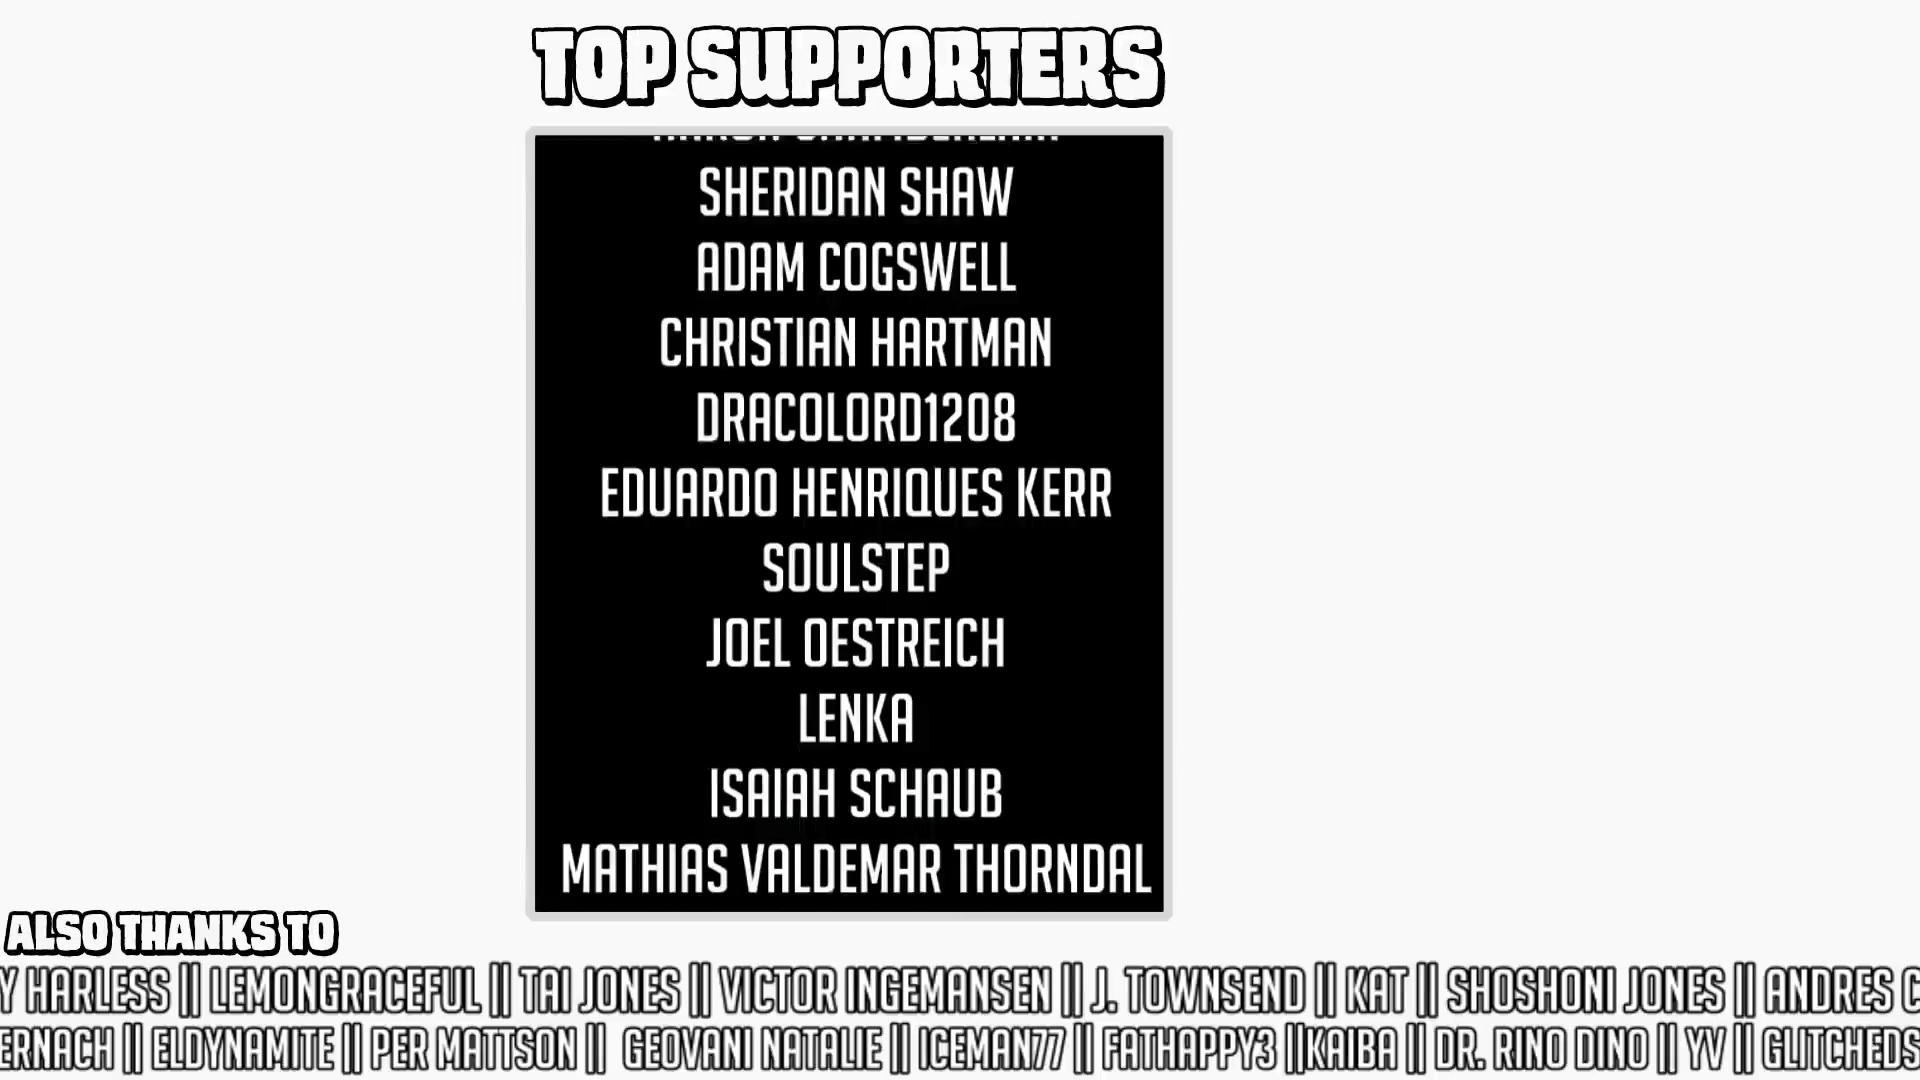 TOP SUPPORTERS
SHERIDAN SHAW
ADAM COGSWELL
CHRISTIAN HARTMAN
DRACOLORD1208
EDUARDO HENRIQUES KERR
SOULSTEP
JOEL OESTREICH
LENKA
ISAIAH SCHAUB
MATHIAS VALDEMAR THORNDAL
ALSO THANKS TO
Y HARLESS || LEMONGRACEFUL || TAI JONES || VICTOR INGEMANSEN || J. TOWNSEND || KAT || SHOSHONI JONES || ANDRES C
ERNACH || ELDYNAMITE || PER MATTSON || GEOVANI NATALIE || ICEMAN77 || FATHAPPY3 ||KAIBA || DR. RINO DINO || YV || GLITCHEDS